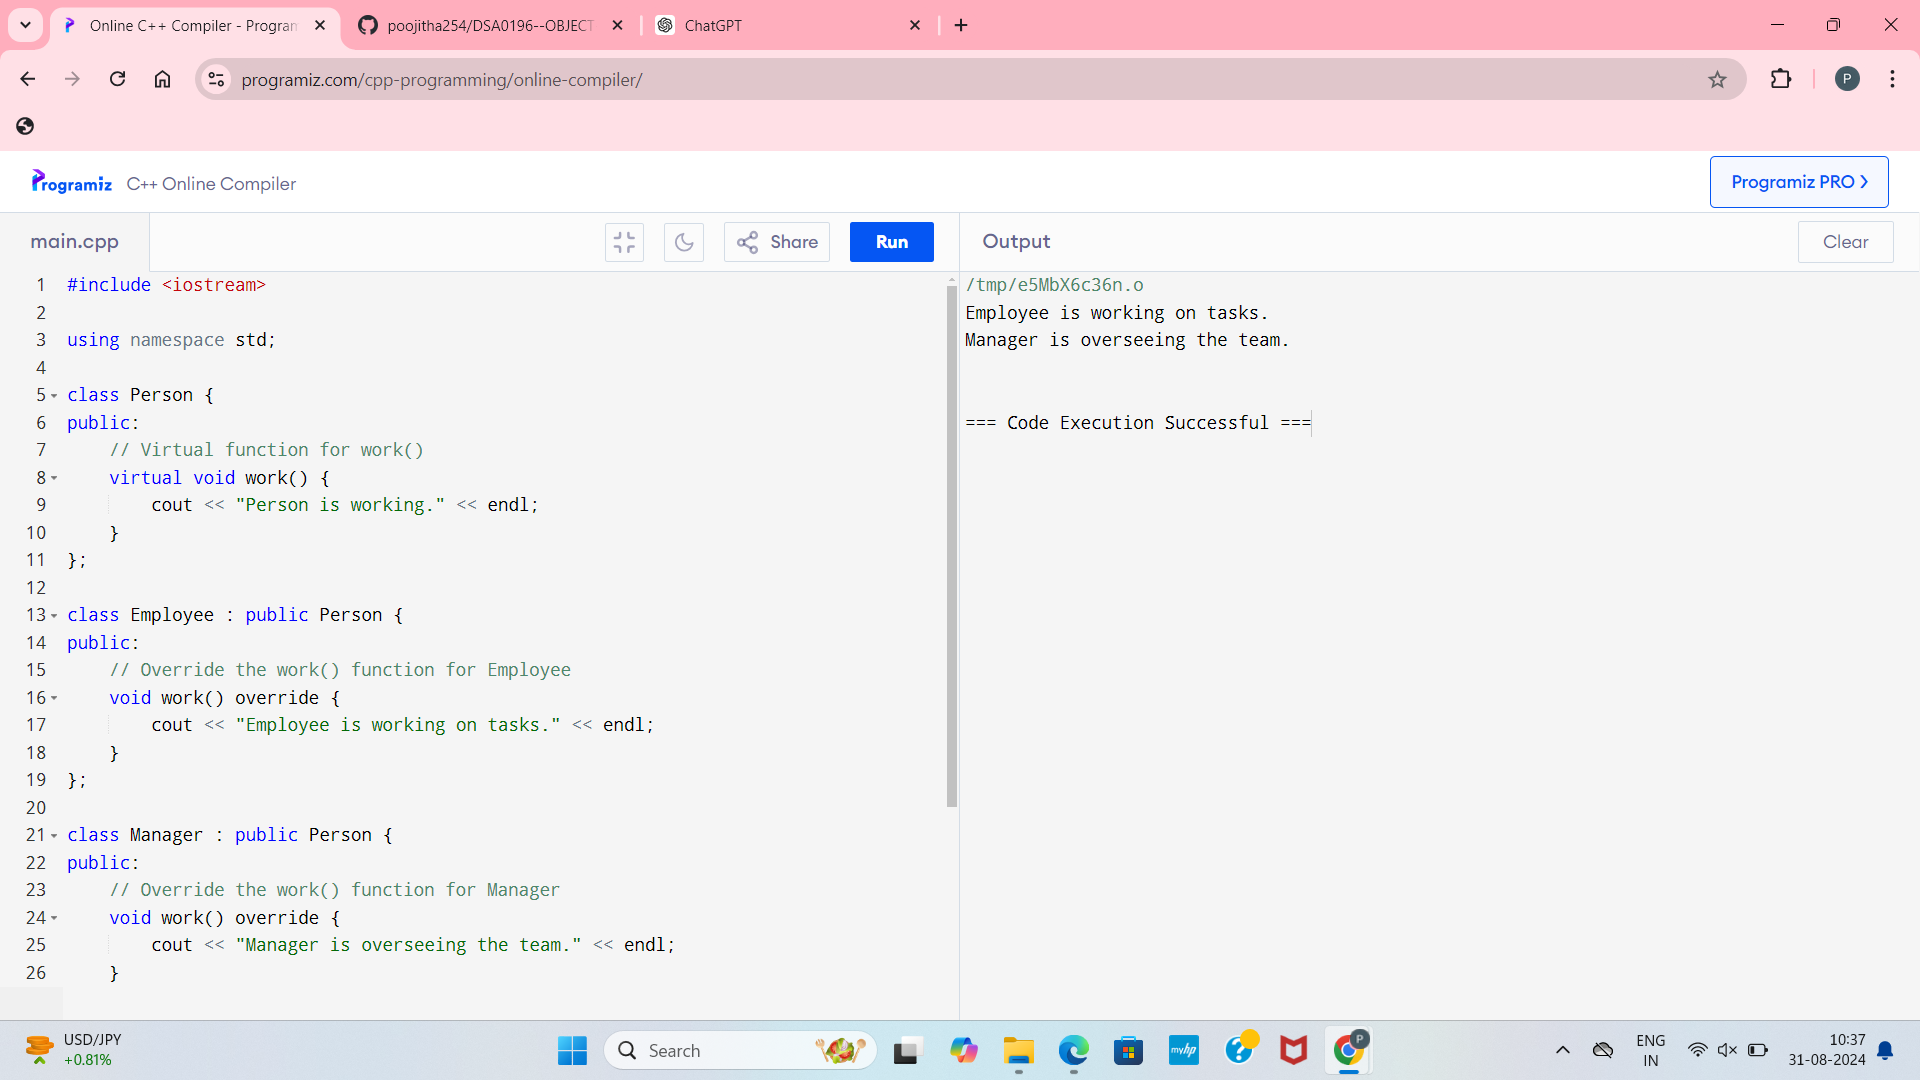 Online C++ Compiler - Progran
poojitha254/DSA0196--OBJECT
ChatGPT
programiz.com/cpp-programming/online-compiler/
P
Programiz C++ Online Compiler
Programiz PRO
main.cpp
Share
Run
Output
Clear
1 #include <iostream>
2
3 using namespace std;
4
5 class Person {
6 public:
7 // Virtual function for work()
8 virtual void work() {
9 cout << "Person is working." << endl;
10 }
11 };
12
13 class Employee : public Person {
14 public:
15 // Override the work() function for Employee
16 void work() override {
17 cout << "Employee is working on tasks." << endl;
18 }
19 };
20
21 class Manager : public Person {
22 public:
23 // Override the work() function for Manager
24 void work() override {
25 cout << "Manager is overseeing the team." << endl;
26 }
/tmp/e5MbX6c36n.o
Employee is working on tasks.
Manager is overseeing the team.
=== Code Execution Successful ===
USD/JPY
+0.81%
Search
myhp
P
ENG
IN
10:37
31-08-2024